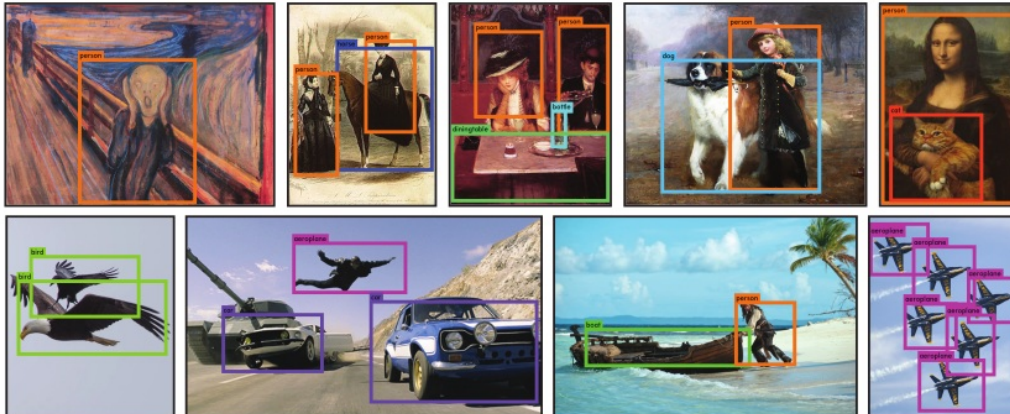 person
person
horse
person
person
person
bottle
diningtable
person
dog
person
cat
bird
bird
aeroplane
car
car
person
boat
aeroplane
aeroplane
aeroplane
aeroplane
aeroplane
aeroplane